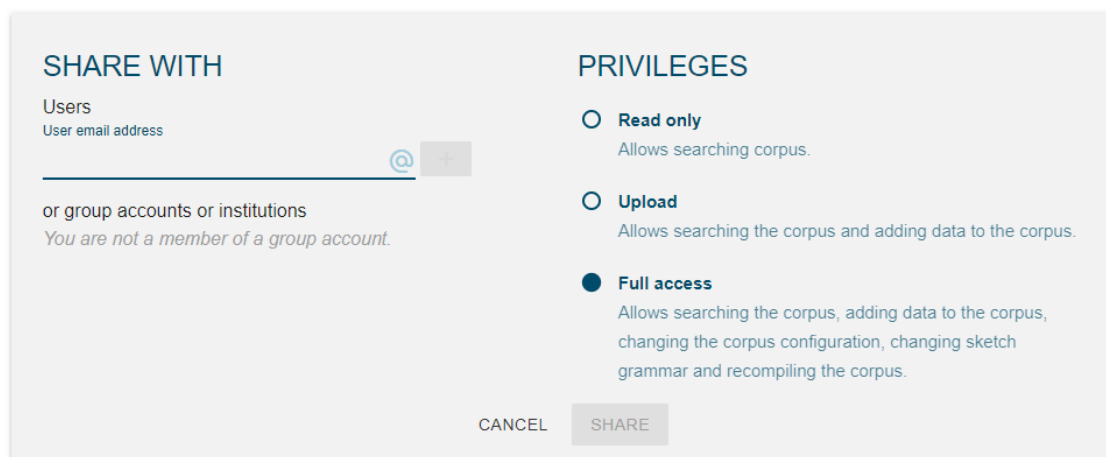 SHARE WITH
Users
User email address
@ +
or group accounts or institutions
You are not a member of a group account.
PRIVILEGES
Read only
Allows searching corpus.
Upload
Allows searching the corpus and adding data to the corpus.
Full access
Allows searching the corpus, adding data to the corpus,
changing the corpus configuration, changing sketch
grammar and recompiling the corpus.
CANCEL SHARE